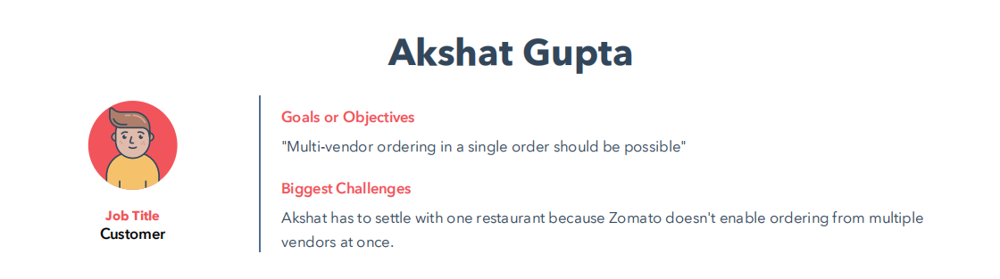 Akshat Gupta
Job Title
Customer
Goals or Objectives
"Multi-vendor ordering in a single order should be possible"
Biggest Challenges
Akshat has to settle with one restaurant because Zomato doesn't enable ordering from multiple
vendors at once.